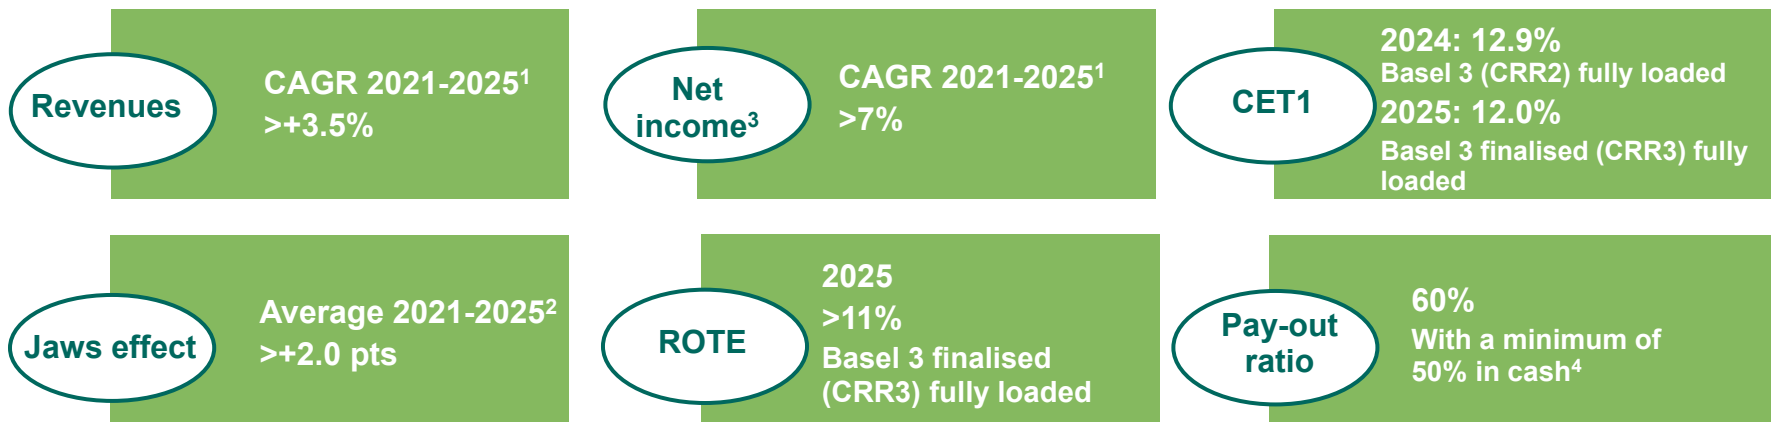 Revenues
CAGR 2021-2025¹
>+3.5%
Net
income³
CAGR 2021-2025¹
>7%
CET1
2024: 12.9%
Basel 3 (CRR2) fully loaded
2025: 12.0%
Basel 3 finalised (CRR3) fully
loaded
Jaws effect
Average 2021-2025²
>+2.0 pts
ROTE
2025
>11%
Basel 3 finalised
(CRR3) fully loaded
Pay-out
ratio
60%
With a minimum of
50% in cash⁴